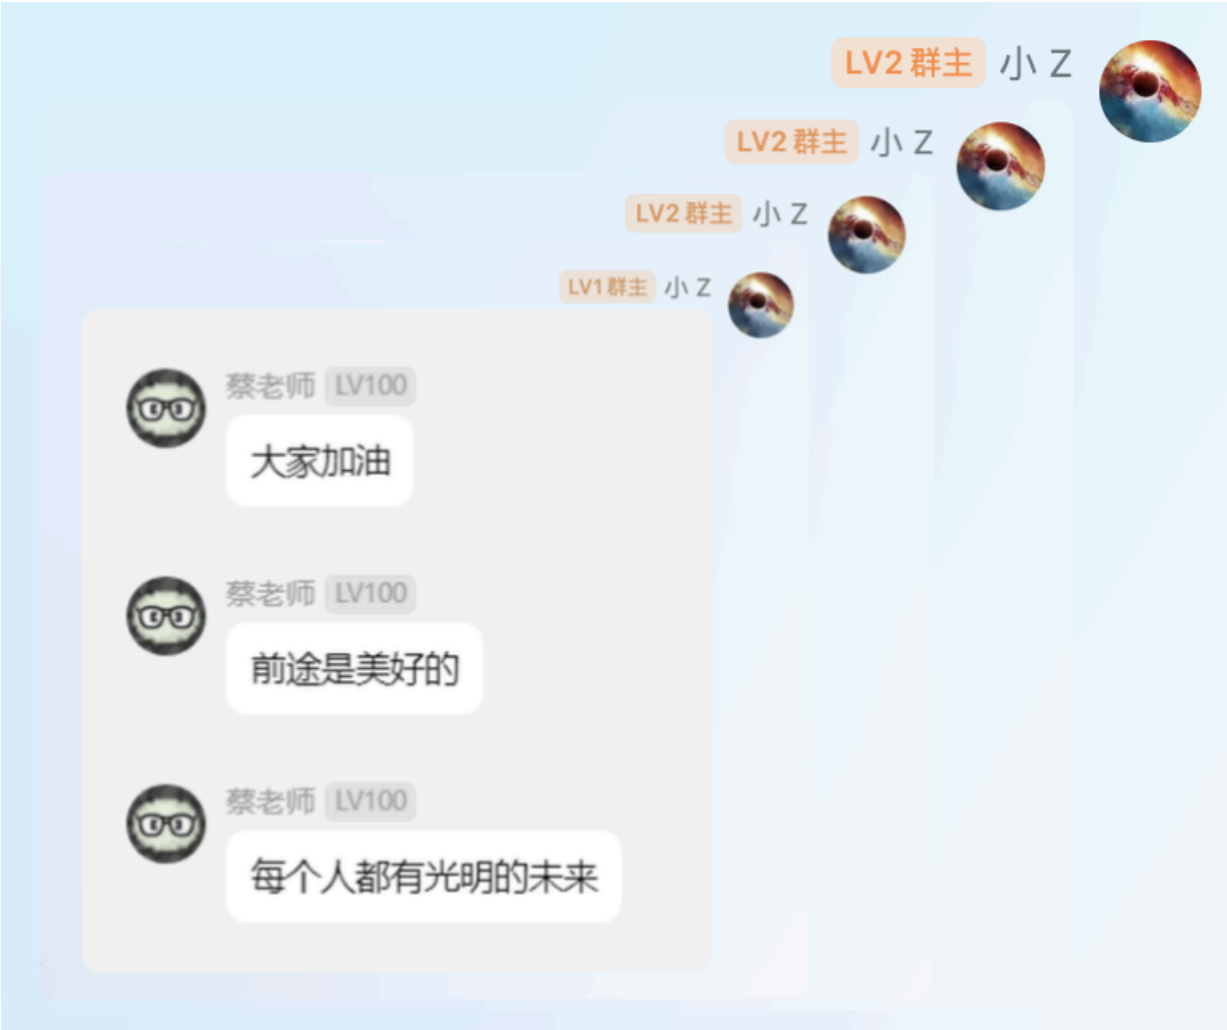 LV2 群主 小 Z
LV2 群主 小 Z
LV2 群主 小 Z
LV1 群主 小 Z
蔡老师 LV100
大家加油
蔡老师 LV100
前途是美好的
蔡老师 LV100
每个人都有光明的未来